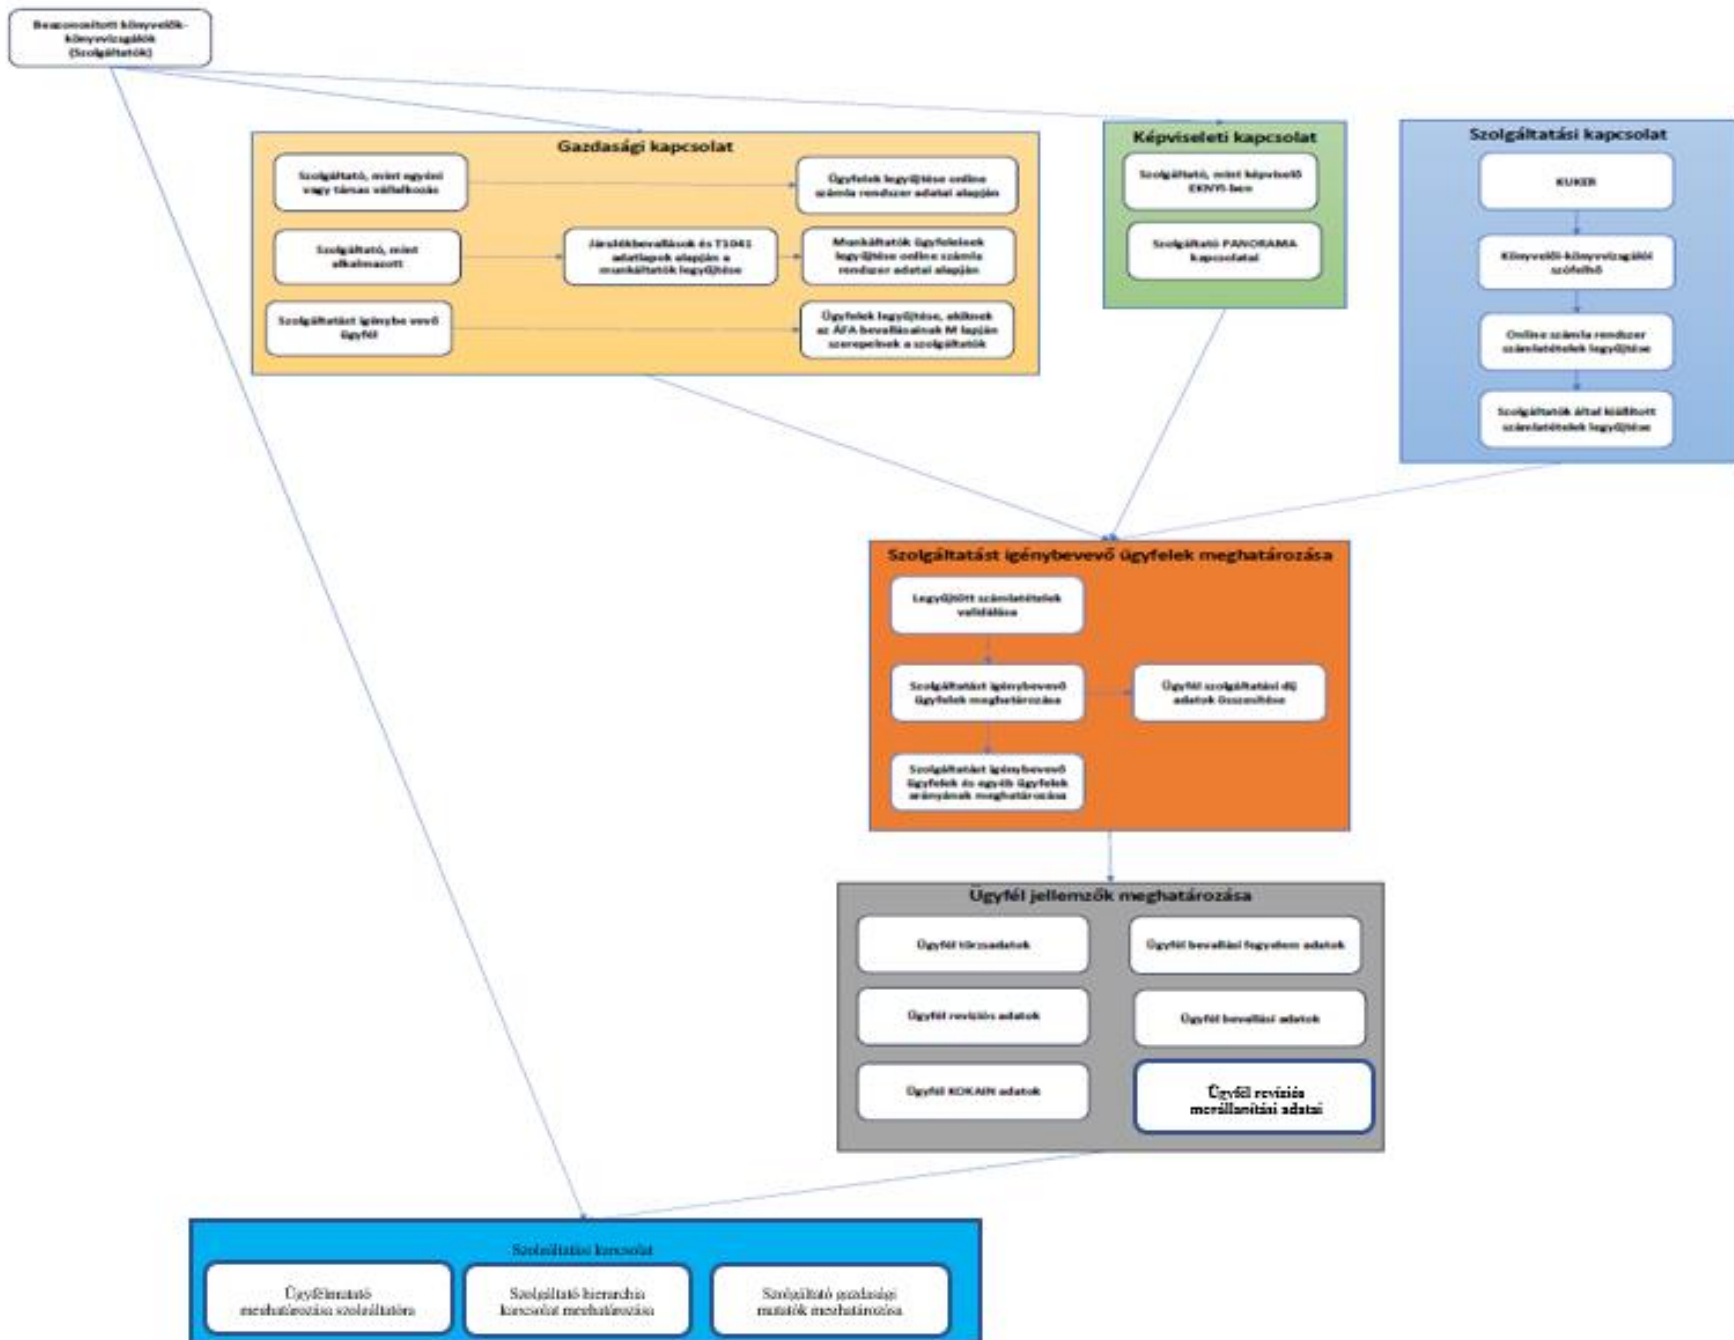 Beazonosított könyvelők-
könyvvizsgálók
(Szolgáltatók)
Gazdasági kapcsolat
Szolgáltató, mint egyéni
vagy társas vállalkozás
Ügyfelek legyűjtése online
számla rendszer adatai alapján
Szolgáltató, mint
alkalmazott
Járulékbevallások és T1041
adatlapok alapján a
munkáltatók legyűjtése
Munkáltatók ügyfeleinek
legyűjtése online számla
rendszer adatai alapján
Szolgáltatást igénybe vevő
ügyfél
Ügyfelek legyűjtése, akiknek
az ÁFA bevallásainak M lapján
szerepelnek a szolgáltatók
Képviseleti kapcsolat
Szolgáltató, mint képviselő
EKNYS-ben
Szolgáltató PANORAMA
kapcsolatai
Szolgáltatási kapcsolat
KUKER
Könyvelői-könyvvizsgálói
szófelhő
Online számla rendszer
számlatételek legyűjtése
Szolgáltatók által kiállított
számlatételek legyűjtése
Szolgáltatást igénybevevő ügyfelek meghatározása
Legyűjtött számlatételek
validálása
Szolgáltatást igénybevevő
ügyfelek meghatározása
Ügyfél szolgáltatási díj
adatok összesítése
Szolgáltatást igénybevevő
ügyfelek és egyéb ügyfelek
arányának meghatározása
Ügyfél jellemzők meghatározása
Ügyfél törzsadatok
Ügyfél bevallási fegyelem adatok
Ügyfél revíziós adatok
Ügyfél bevallási adatok
Ügyfél KOKAIN adatok
Ügyfél revíziós
megállapítási adatai
Szolgáltatási kapcsolat
Ügyfélmutató
meghatározása szolgáltatóra
Szolgáltató hierarchia
kapcsolat meghatározása
Szolgáltató gazdasági
mutatók meghatározása